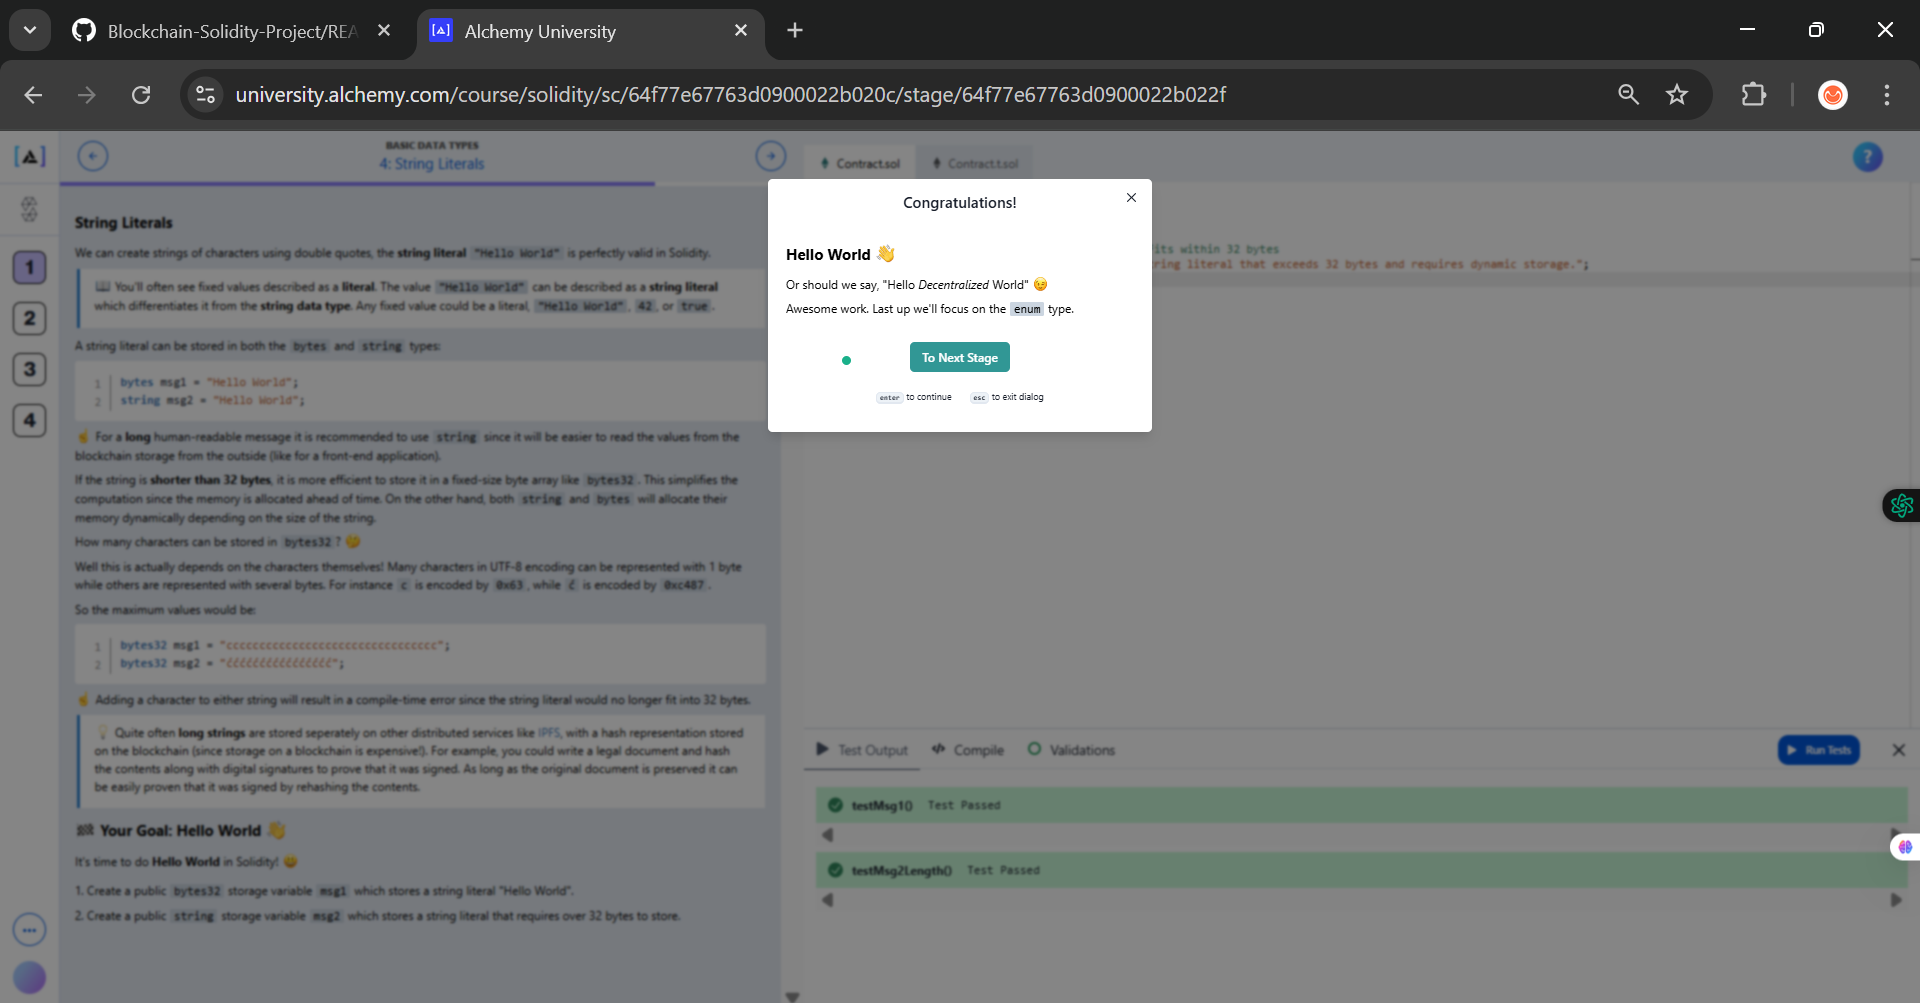 Blockchain-Solidity-Project/REA
Alchemy University
university.alchemy.com/course/solidity/sc/64f77e67763d0900022b020c/stage/64f77e67763d0900022b022f
BASIC DATA TYPES
4: String Literals
Contract.sol
Contract.t.sol
?
1
2
3
4
String Literals
We can create strings of characters using double quotes, the string literal "Hello World" is perfectly valid in Solidity.
📖 You'll often see fixed values described as a literal. The value "Hello World" can be described as a string literal
which differentiates it from the string data type. Any fixed value could be a literal, "Hello World", 42, or true.
A string literal can be stored in both the bytes and string types:
1 bytes msg1 = "Hello World";
2 string msg2 = "Hello World";
☝️ For a long human-readable message it is recommended to use string since it will be easier to read the values from the
blockchain storage from the outside (like for a front-end application).
If the string is shorter than 32 bytes, it is more efficient to store it in a fixed-size byte array like bytes32. This simplifies the
computation since the memory is allocated ahead of time. On the other hand, both string and bytes will allocate their
memory dynamically depending on the size of the string.
How many characters can be stored in bytes32? 🤔
Well this is actually depends on the characters themselves! Many characters in UTF-8 encoding can be represented with 1 byte
while others are represented with several bytes. For instance c is encoded by 0x63, while ć is encoded by 0xc487.
So the maximum values would be:
1 bytes32 msg1 = "cccccccccccccccccccccccccccccccc";
2 bytes32 msg2 = "ćććććććććććććććć";
☝️ Adding a character to either string will result in a compile-time error since the string literal would no longer fit into 32 bytes.
💡 Quite often long strings are stored seperately on other distributed services like IPFS, with a hash representation stored
on the blockchain (since storage on a blockchain is expensive!). For example, you could write a legal document and hash
the contents along with digital signatures to prove that it was signed. As long as the original document is preserved it can
be easily proven that it was signed by rehashing the contents.
🏁 Your Goal: Hello World 👋
It's time to do Hello World in Solidity! 😄
1. Create a public bytes32 storage variable msg1 which stores a string literal "Hello World".
2. Create a public string storage variable msg2 which stores a string literal that requires over 32 bytes to store.
Congratulations!
Hello World 👋
Or should we say, "Hello Decentralized World" 😉
Awesome work. Last up we'll focus on the enum type.
To Next Stage
enter to continue esc to exit dialog
its within 32 bytes
ring literal that exceeds 32 bytes and requires dynamic storage.";
Test Output
Compile
Validations
Run Tests
testMsg1() Test Passed
testMsg2Length() Test Passed